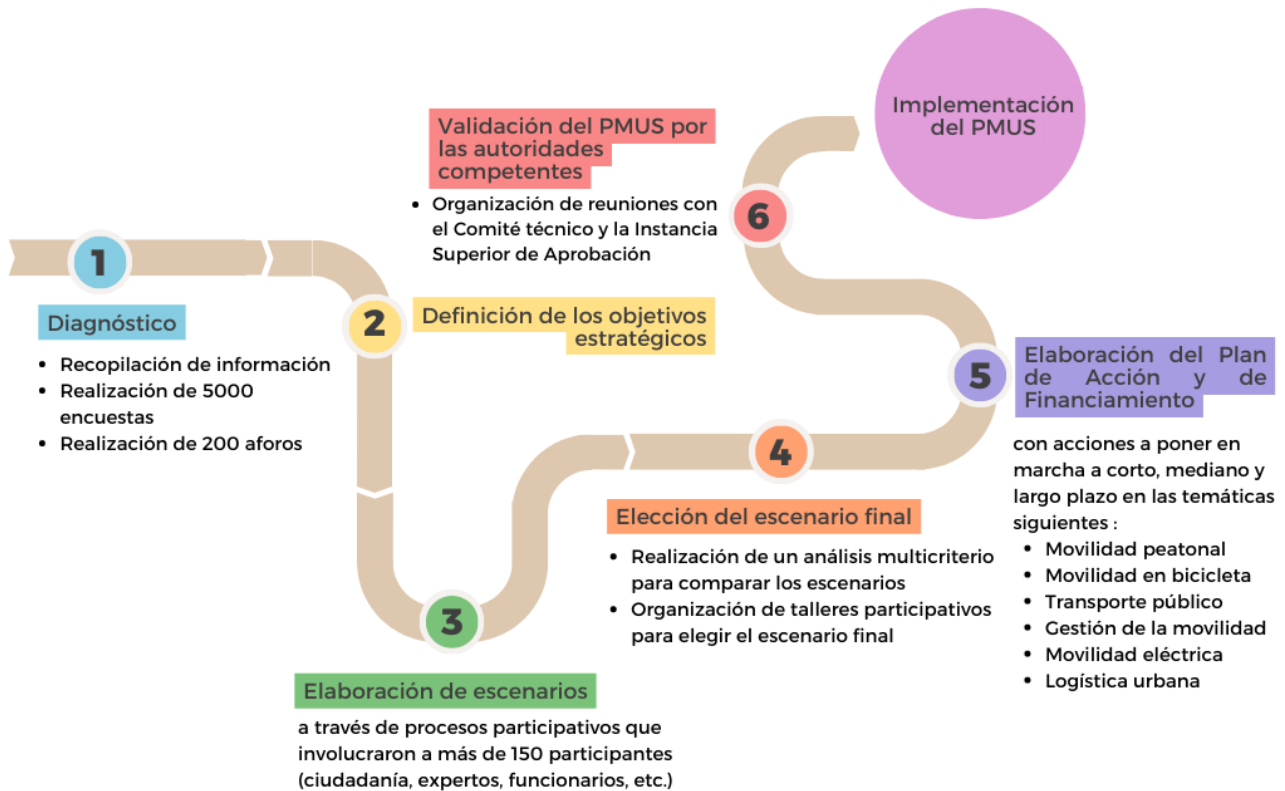 1
Diagnóstico
• Recopilación de información
• Realización de 5000
encuestas
• Realización de 200 aforos
2
Definición de los objetivos
estratégicos
3
Elaboración de escenarios
a través de procesos participativos que
involucraron a más de 150 participantes
(ciudadanía, expertos, funcionarios, etc.)
4
Elección del escenario final
• Realización de un análisis multicriterio
para comparar los escenarios
• Organización de talleres participativos
para elegir el escenario final
5
Elaboración del Plan
de Acción y de
Financiamiento
con acciones a poner en
marcha a corto, mediano y
largo plazo en las temáticas
siguientes :
• Movilidad peatonal
• Movilidad en bicicleta
• Transporte público
• Gestión de la movilidad
• Movilidad eléctrica
• Logística urbana
6
Validación del PMUS por
las autoridades
competentes
• Organización de reuniones con
el Comité técnico y la Instancia
Superior de Aprobación
Implementación
del PMUS